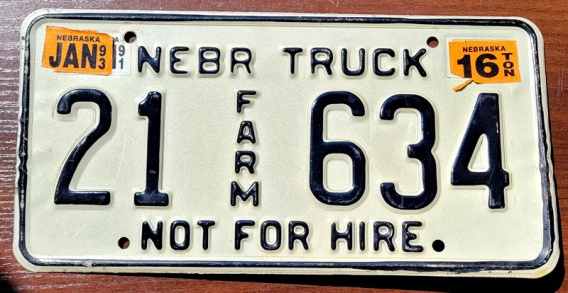 NEBRASKA
JAN 93
91
NEBR TRUCK
NEBRASKA
16 TON
21 FARM 634
NOT FOR HIRE